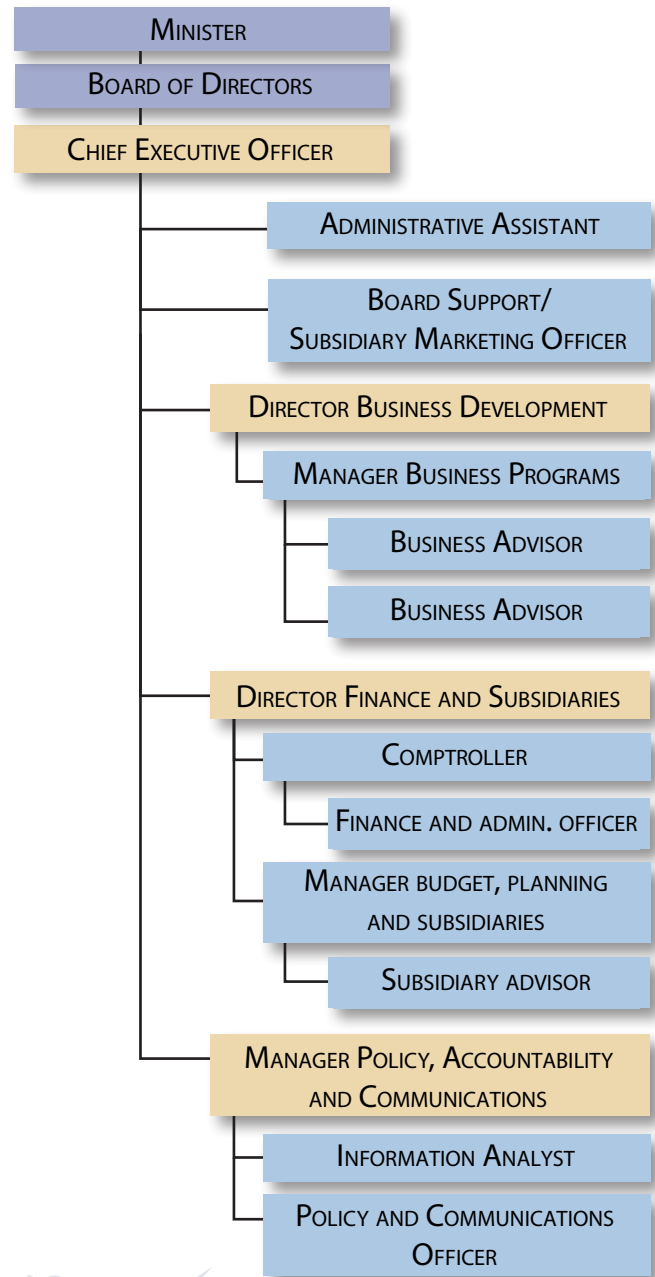 Minister
Board of Directors
Chief Executive Officer
Administrative Assistant
Board Support/
Subsidiary Marketing Officer
Director Business Development
Manager Business Programs
Business Advisor
Business Advisor
Director Finance and Subsidiaries
Comptroller
Finance and admin. officer
Manager budget, planning
and subsidiaries
Subsidiary advisor
Manager Policy, Accountability
and Communications
Information Analyst
Policy and Communications
Officer